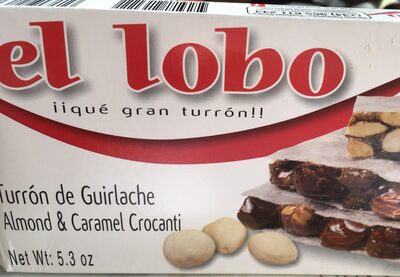 el lobo
¡¡qué gran turrón!!
Turrón de Guirlache
Almond & Caramel Crocanti
Net Wt: 5.3 oz